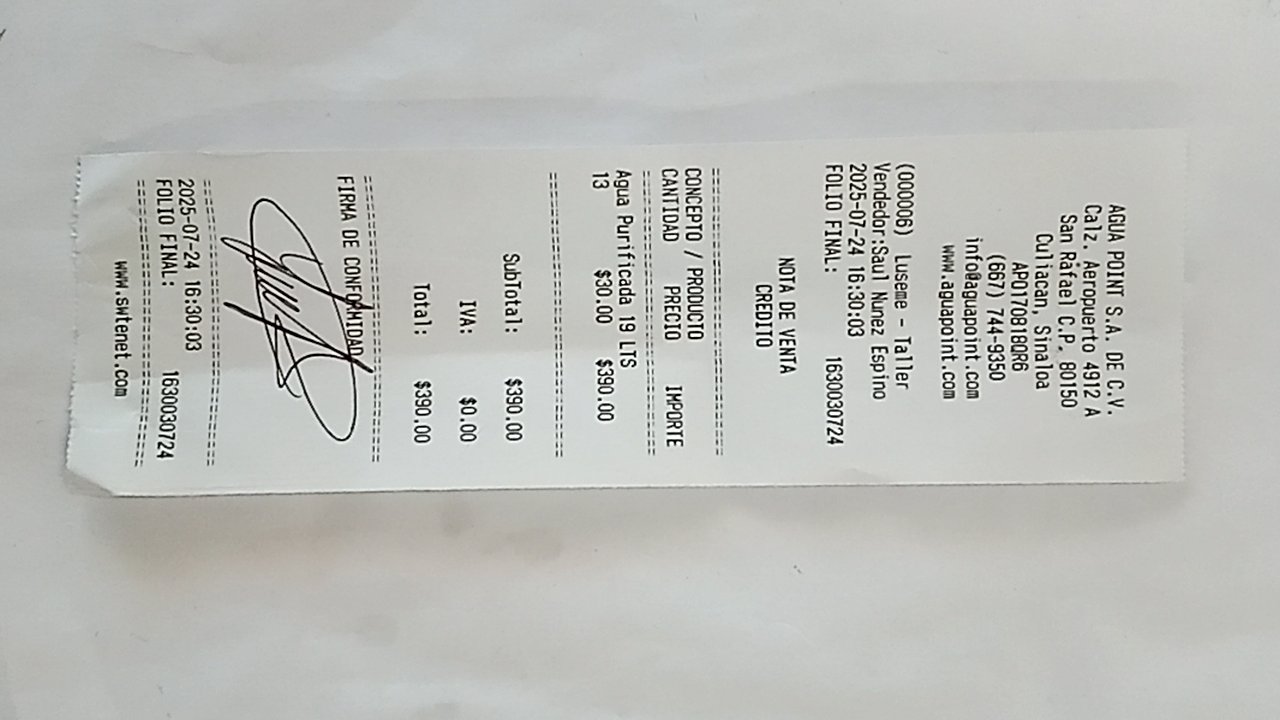 AGUA POINT S.A. DE C.V.
Calz. Aeropuerto 4912 A
San Rafael C.P. 80150
Culiacan, Sinaloa
APO170818QR6
(667) 744-9350
info@aguapoint.com
www.aguapoint.com
(000006) Luseme - Taller
Vendedor:Saul Nunez Espino
2025-07-24 16:30:03
FOLIO FINAL: 1630030724
NOTA DE VENTA
CREDITO
==============================
CONCEPTO / PRODUCTO
CANTIDAD PRECIO IMPORTE
==============================
Agua Purificada 19 LTS
13 $30.00 $390.00
==============================
SubTotal: $390.00
IVA: $0.00
Total: $390.00
==============================
FIRMA DE CONFORMIDAD
==============================
2025-07-24 16:30:03
FOLIO FINAL: 1630030724
==============================
www.swtenet.com